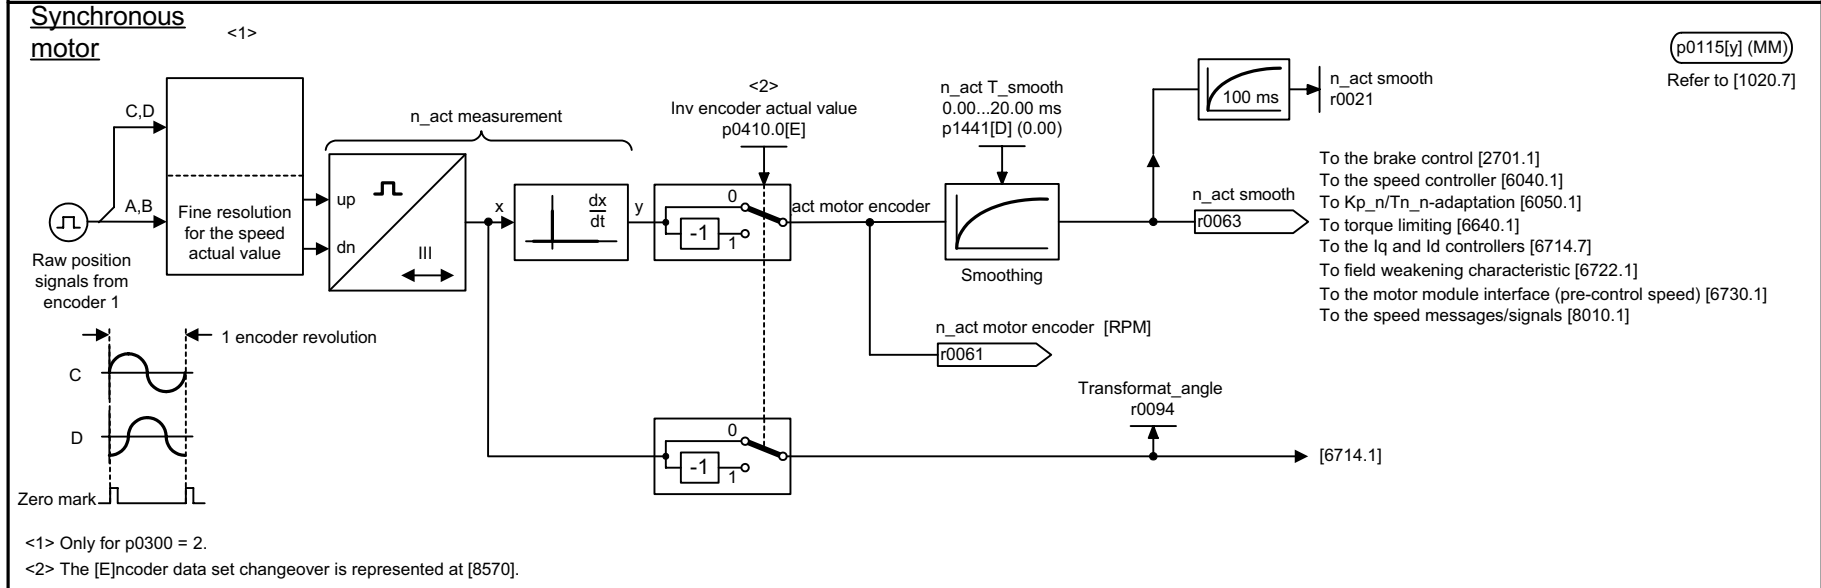 Synchronous
motor
<1>
p0115[y] (MM)
Refer to [1020.7]
C,D
A,B
Raw position
signals from
encoder 1
Fine resolution
for the speed
actual value
n_act measurement
up
dn
III
x
dx
dt
y
<2>
Inv encoder actual value
p0410.0[E]
0
-1
1
act motor encoder
n_act T_smooth
0.00...20.00 ms
p1441[D] (0.00)
Smoothing
100 ms
n_act smooth
r0021
n_act smooth
r0063
To the brake control [2701.1]
To the speed controller [6040.1]
To Kp_n/Tn_n-adaptation [6050.1]
To torque limiting [6640.1]
To the Iq and Id controllers [6714.7]
To field weakening characteristic [6722.1]
To the motor module interface (pre-control speed) [6730.1]
To the speed messages/signals [8010.1]
n_act motor encoder [RPM]
r0061
1 encoder revolution
C
D
Zero mark
0
-1
1
Transformat_angle
r0094
[6714.1]
<1> Only for p0300 = 2.
<2> The [E]ncoder data set changeover is represented at [8570].